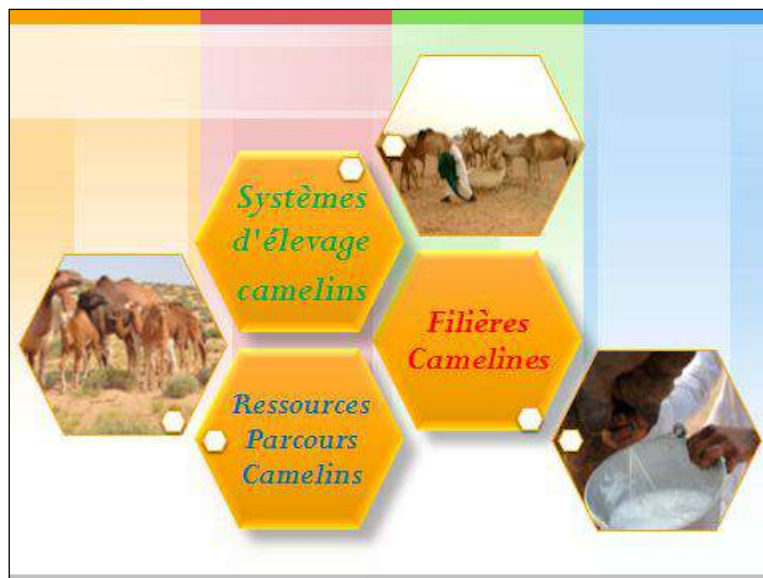 Systèmes
d'élevage
camelins
Filières
Camelines
Ressources
Parcours
Camelins